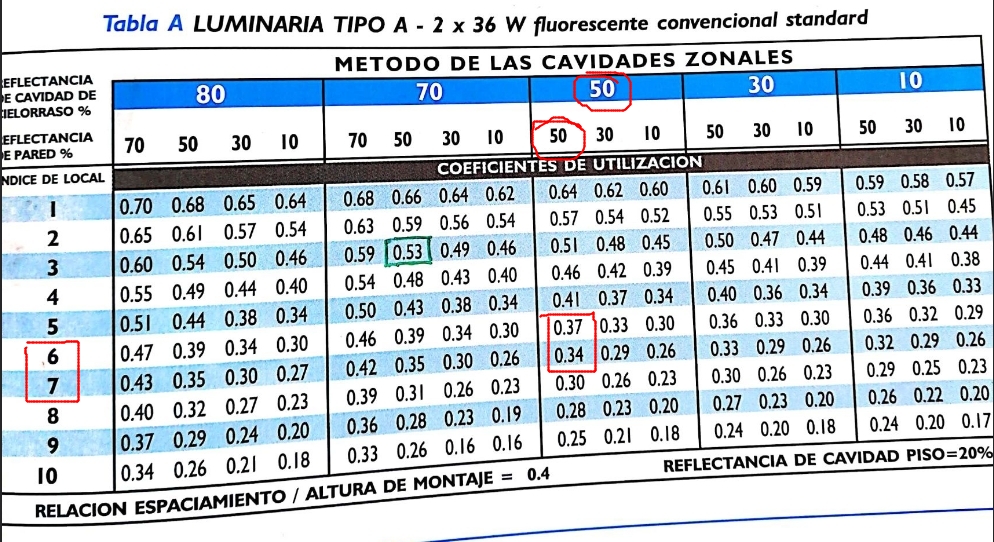 Tabla A LUMINARIA TIPO A - 2 x 36 W fluorescente convencional standard
METODO DE LAS CAVIDADES ZONALES
EFLECTANCIA
E CAVIDAD DE
IELORRASO %
80 70 50 30 10
EFLECTANCIA
E PARED %
70 50 30 10 70 50 30 10 50 30 10 50 30 10 50 30 10
NDICE DE LOCAL
COEFICIENTES DE UTILIZACION
1 0.70 0.68 0.65 0.64 0.68 0.66 0.64 0.62 0.64 0.62 0.60 0.61 0.60 0.59 0.59 0.58 0.57
2 0.65 0.61 0.57 0.54 0.63 0.59 0.56 0.54 0.57 0.54 0.52 0.55 0.53 0.51 0.53 0.51 0.45
3 0.60 0.54 0.50 0.46 0.59 0.53 0.49 0.46 0.51 0.48 0.45 0.50 0.47 0.44 0.48 0.46 0.44
4 0.55 0.49 0.44 0.40 0.54 0.48 0.43 0.40 0.46 0.42 0.39 0.45 0.41 0.39 0.44 0.41 0.38
5 0.51 0.44 0.38 0.34 0.50 0.43 0.38 0.34 0.41 0.37 0.34 0.40 0.36 0.34 0.39 0.36 0.33
6 0.47 0.39 0.34 0.30 0.46 0.39 0.34 0.30 0.37 0.33 0.30 0.36 0.33 0.30 0.36 0.32 0.29
7 0.43 0.35 0.30 0.27 0.42 0.35 0.30 0.26 0.34 0.29 0.26 0.33 0.29 0.26 0.32 0.29 0.26
8 0.40 0.32 0.27 0.23 0.39 0.31 0.26 0.23 0.30 0.26 0.23 0.30 0.26 0.23 0.29 0.25 0.23
9 0.37 0.29 0.24 0.20 0.36 0.28 0.23 0.19 0.28 0.23 0.20 0.27 0.23 0.20 0.26 0.22 0.20
10 0.34 0.26 0.21 0.18 0.33 0.26 0.16 0.16 0.25 0.21 0.18 0.24 0.20 0.18 0.24 0.20 0.17
RELACION ESPACIAMIENTO / ALTURA DE MONTAJE = 0.4
REFLECTANCIA DE CAVIDAD PISO=20%